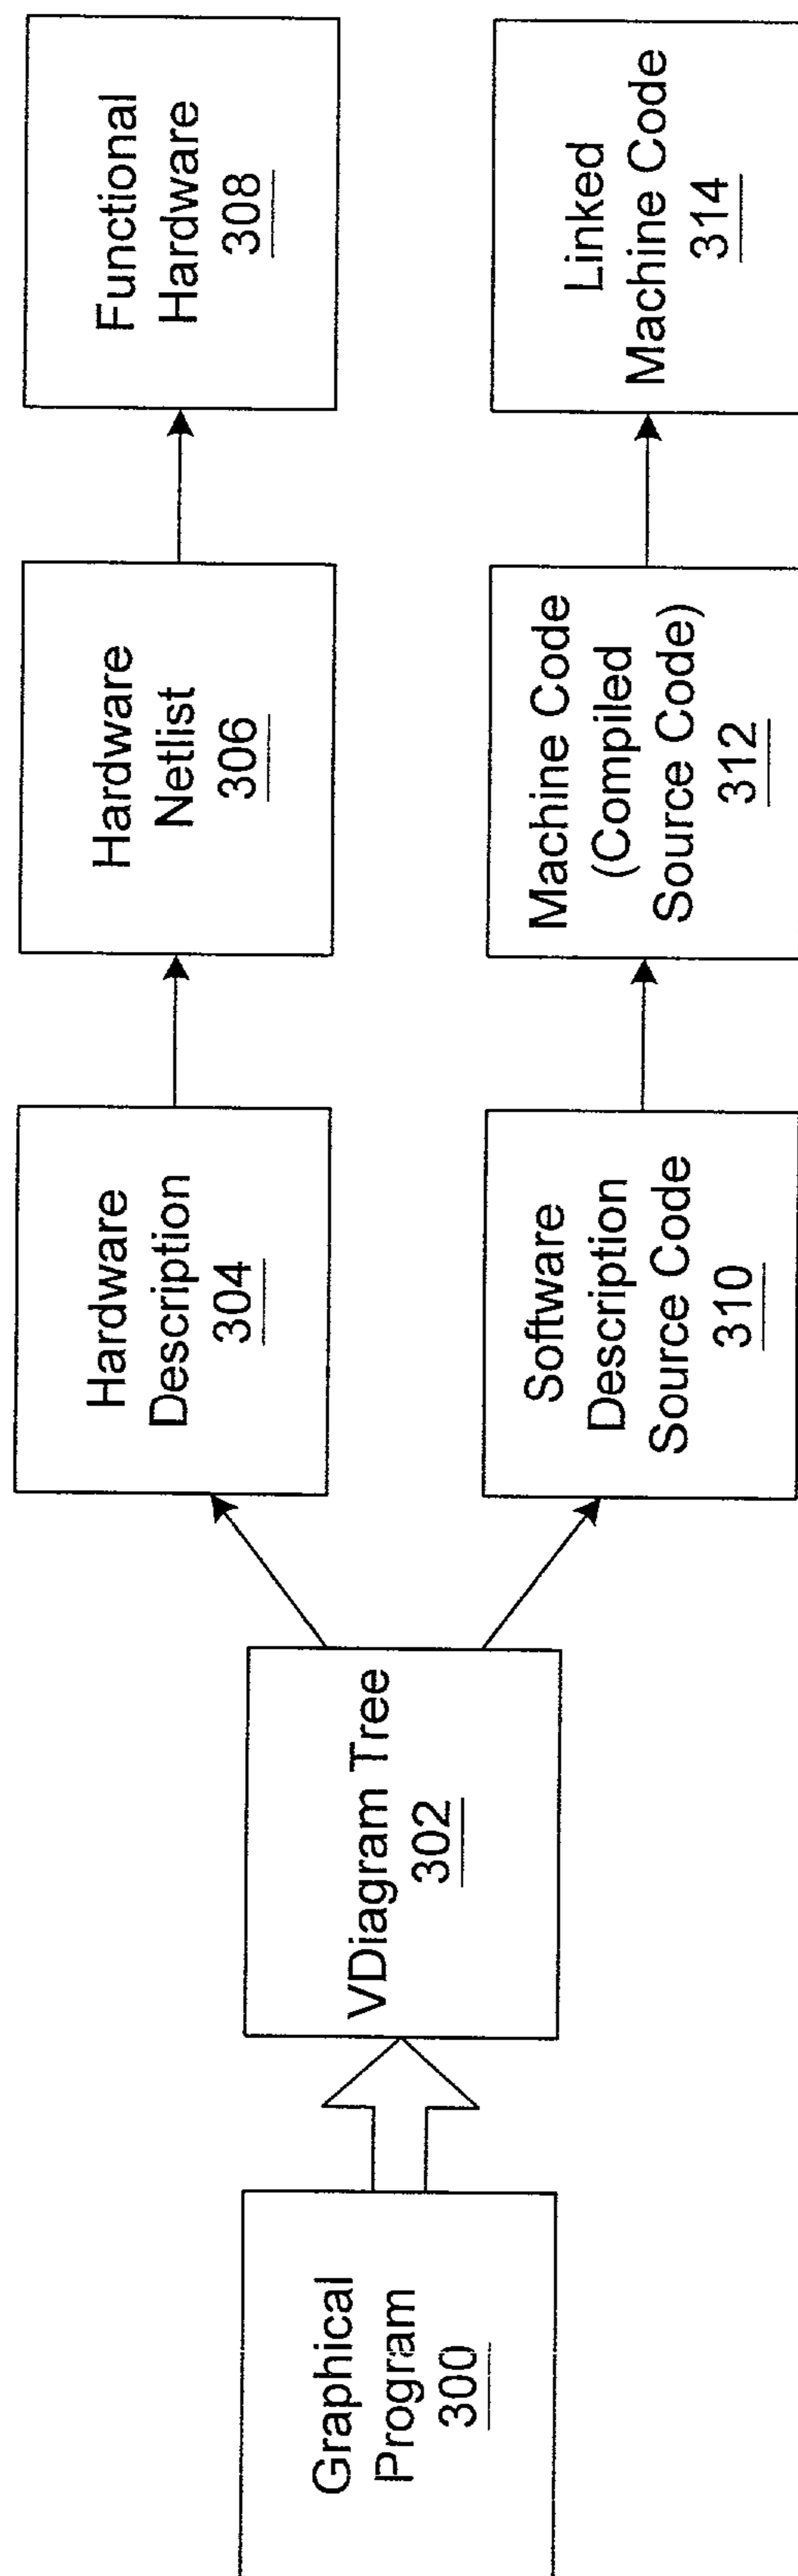 Graphical
Program
300
VDiagram Tree
302
Hardware
Description
304
Hardware
Netlist
306
Functional
Hardware
308
Software
Description
Source Code
310
Machine Code
(Compiled
Source Code)
312
Linked
Machine Code
314